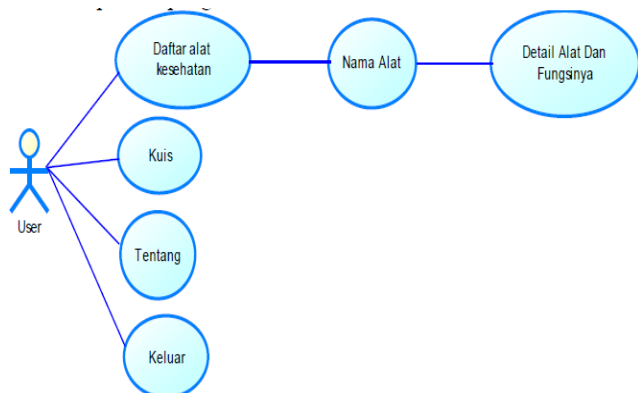 Daftar alat
kesehatan
Nama Alat
Detail Alat Dan
Fungsinya
Kuis
User
Tentang
Keluar